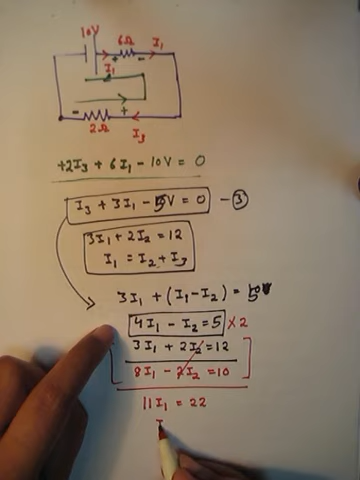 10V
6Ω I₁
+ -
I₁
- +
2Ω I₃
+2I₃ + 6I₁ - 10V = 0
I₃ + 3I₁ - 5V = 0 - ③
3I₁ + 2I₂ = 12
I₁ = I₂ + I₃
3I₁ + (I₁ - I₂) = 5
4I₁ - I₂ = 5 × 2
3I₁ + 2I₂ = 12
8I₁ - 2I₂ = 10
11I₁ = 22
I